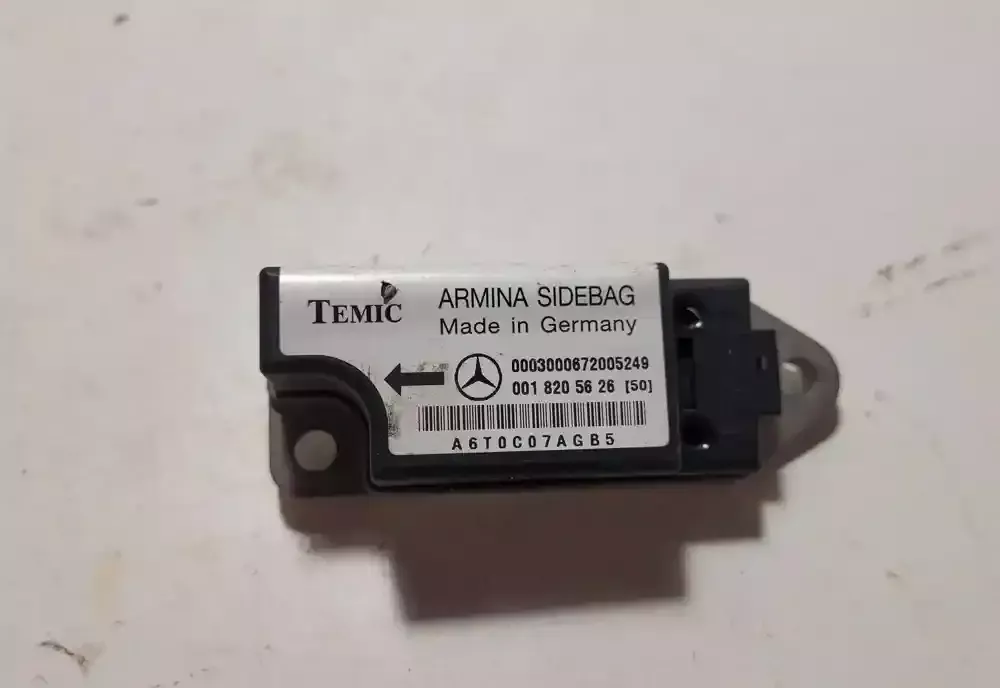 TEMIC
ARMINA SIDEBAG
Made in Germany
0003000672005249
001 820 56 26 [50]
A6T0C07AGB5